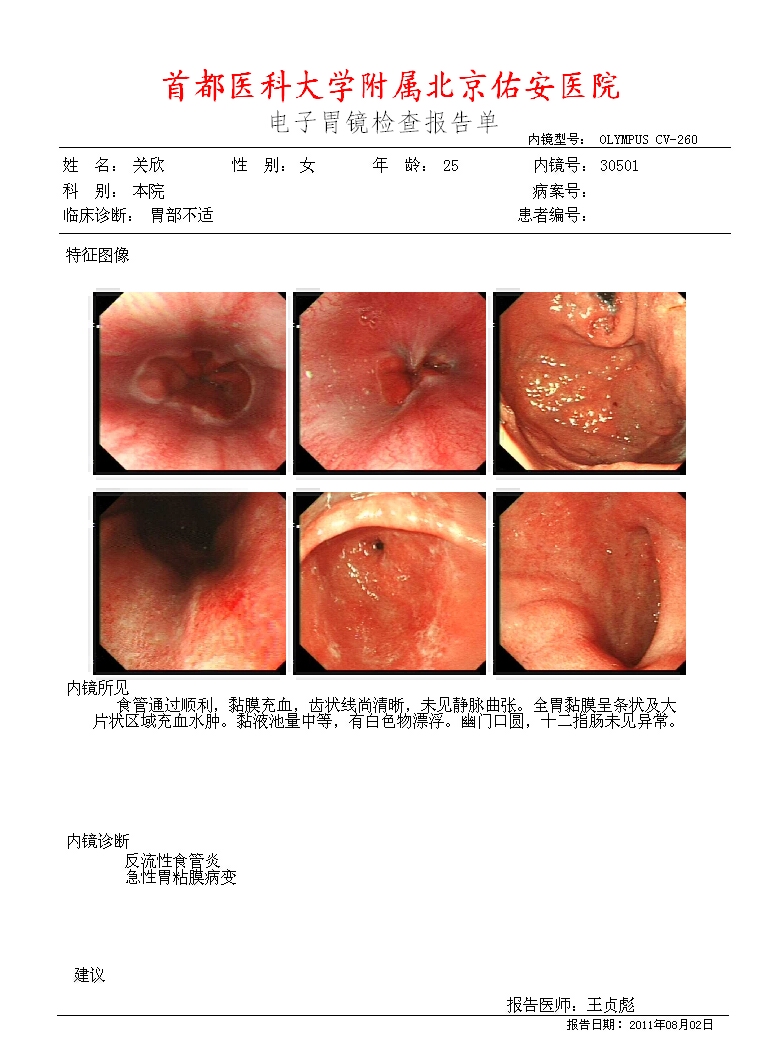 首都医科大学附属北京佑安医院
电子胃镜检查报告单
内镜型号： OLYMPUS CV-260
姓 名： 关欣 性 别： 女 年 龄： 25 内镜号： 30501
科 别： 本院 病案号：
临床诊断： 胃部不适 患者编号：
特征图像
内镜所见
食管通过顺利，黏膜充血，齿状线尚清晰，未见静脉曲张。全胃黏膜呈条状及大
片状区域充血水肿。黏液池量中等，有白色物漂浮。幽门口圆，十二指肠未见异常。
内镜诊断
反流性食管炎
急性胃粘膜病变
建议
报告医师： 王贞彪
报告日期： 2011年08月02日